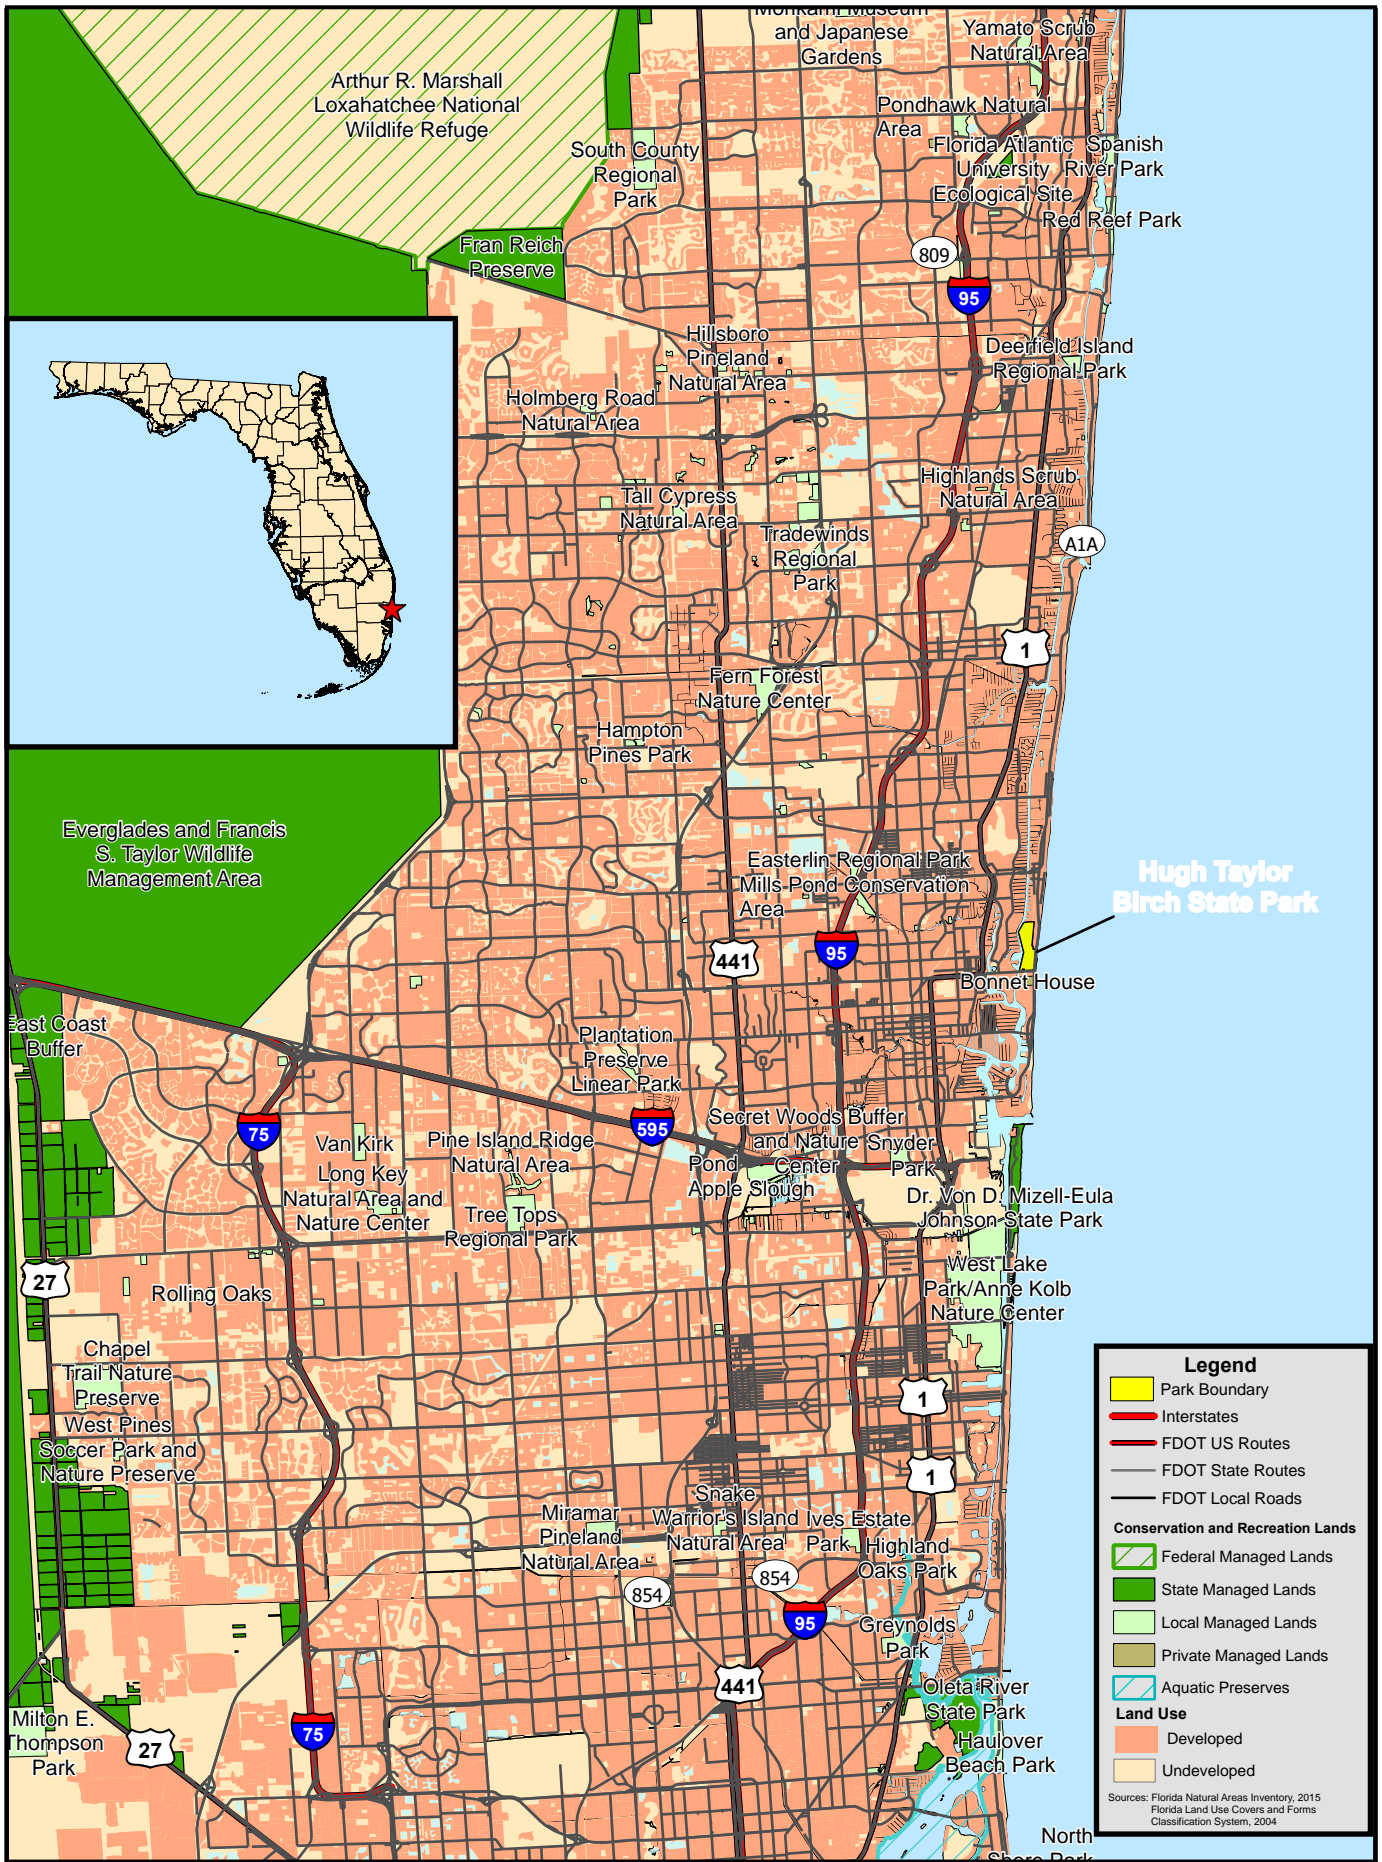 Morikami Museum
and Japanese
Gardens
Yamato Scrub
Natural Area
Arthur R. Marshall
Loxahatchee National
Wildlife Refuge
Pondhawk Natural
Area
South County
Regional
Park
Florida Atlantic
University
Ecological Site
Spanish
River Park
Red Reef Park
Fran Reich
Preserve
809
95
Hillsboro
Pineland
Natural Area
Deerfield Island
Regional Park
Holmberg Road
Natural Area
Highlands Scrub
Natural Area
Tall Cypress
Natural Area
Tradewinds
Regional
Park
A1A
1
Fern Forest
Nature Center
Hampton
Pines Park
Everglades and Francis
S. Taylor Wildlife
Management Area
Easterlin Regional Park
Mills Pond Conservation
Area
Hugh Taylor
Birch State Park
441
95
Bonnet House
East Coast
Buffer
Plantation
Preserve
Linear Park
75
595
Van Kirk
Long Key
Natural Area and
Nature Center
Pine Island Ridge
Natural Area
Tree Tops
Regional Park
Secret Woods Buffer
and Nature
Center
Snyder
Park
Pond
Apple Slough
Dr. Von D. Mizell-Eula
Johnson State Park
27
Rolling Oaks
West Lake
Park/Anne Kolb
Nature Center
Chapel
Trail Nature
Preserve
West Pines
Soccer Park and
Nature Preserve
1
1
Snake
Warrior's Island
Natural Area
Miramar
Pineland
Natural Area
Ives Estate
Park
Highland
Oaks Park
854
854
95
Greynolds
Park
441
Oleta River
State Park
Haulover
Beach Park
Milton E.
Thompson
Park
27
75
North
Shore Park
Legend
Park Boundary
Interstates
FDOT US Routes
FDOT State Routes
FDOT Local Roads
Conservation and Recreation Lands
Federal Managed Lands
State Managed Lands
Local Managed Lands
Private Managed Lands
Aquatic Preserves
Land Use
Developed
Undeveloped
Sources: Florida Natural Areas Inventory, 2015
Florida Land Use Covers and Forms
Classification System, 2004